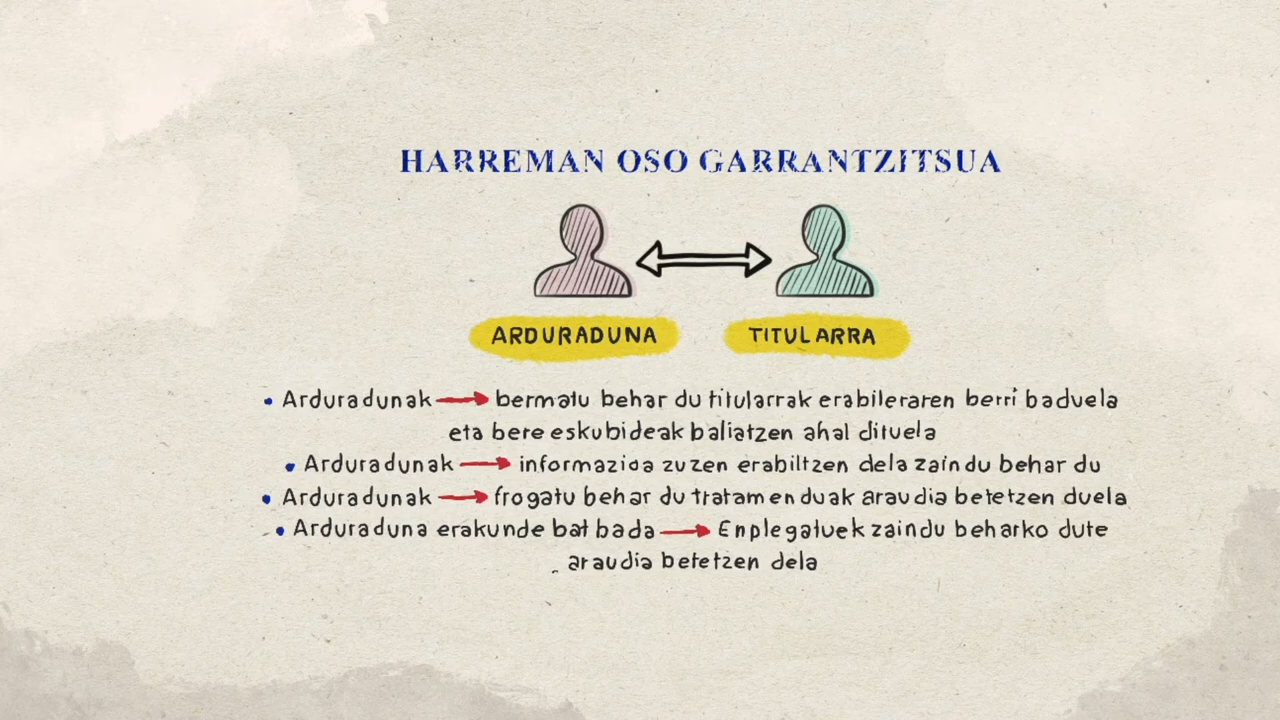 HARREMAN OSO GARRANTZITSUA
ARDURADUNA TITULARRA
• Arduradunak → bermatu behar du titularrak erabileraren berri baduela
eta bere eskubideak baliatzen ahal dituela
• Arduradunak → informazioa zuzen erabiltzen dela zaindu behar du
• Arduradunak → frogatu behar du tratamenduak araudia betetzen duela
• Arduraduna erakunde bat bada → Enplegatuek zaindu beharko dute
araudia betetzen dela